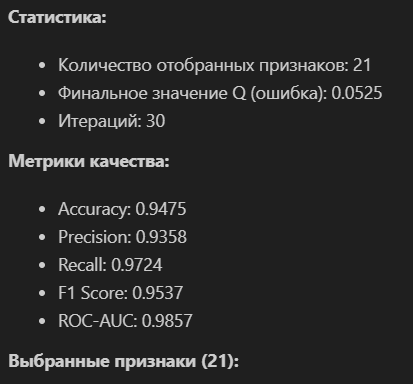 Статистика:
• Количество отобранных признаков: 21
• Финальное значение Q (ошибка): 0.0525
• Итераций: 30
Метрики качества:
• Accuracy: 0.9475
• Precision: 0.9358
• Recall: 0.9724
• F1 Score: 0.9537
• ROC-AUC: 0.9857
Выбранные признаки (21):